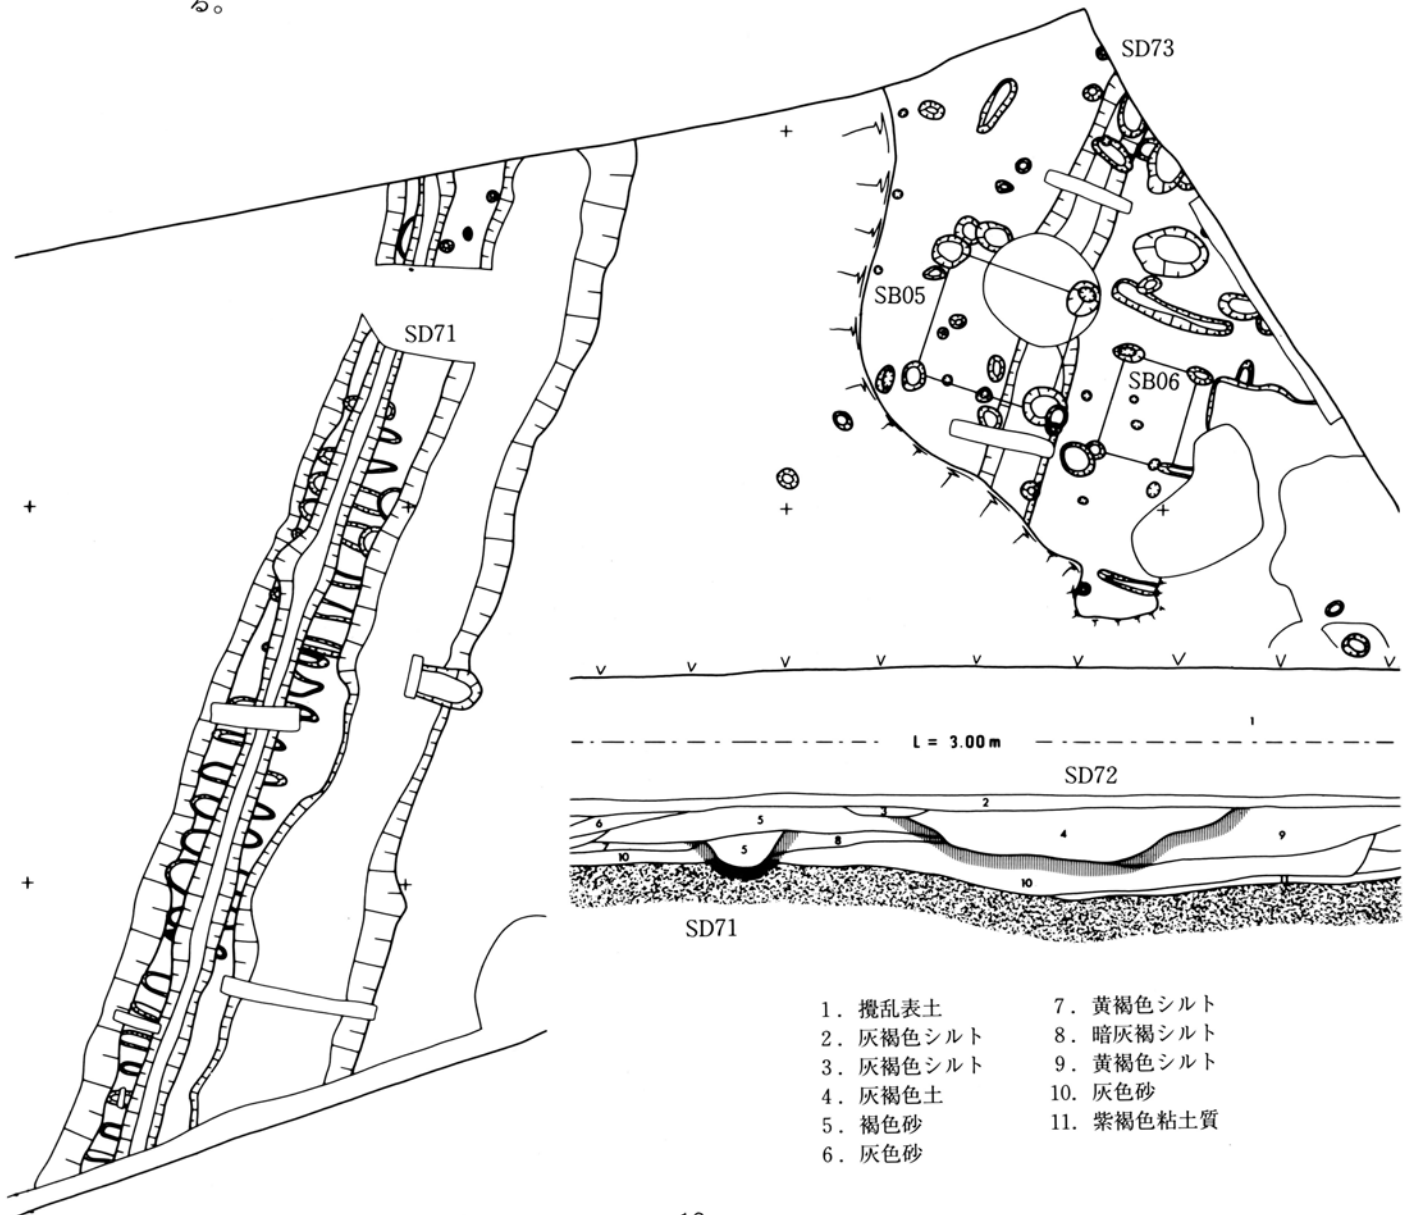 る。
SD73
SB05
SD71
SB06
1
L = 3.00 m
SD72
2
3
5
6
4
9
5
8
10
10
11
SD71
1. 攪乱表土
2. 灰褐色シルト
3. 灰褐色シルト
4. 灰褐色土
5. 褐色砂
6. 灰色砂
7. 黄褐色シルト
8. 暗灰褐シルト
9. 黄褐色シルト
10. 灰色砂
11. 紫褐色粘土質